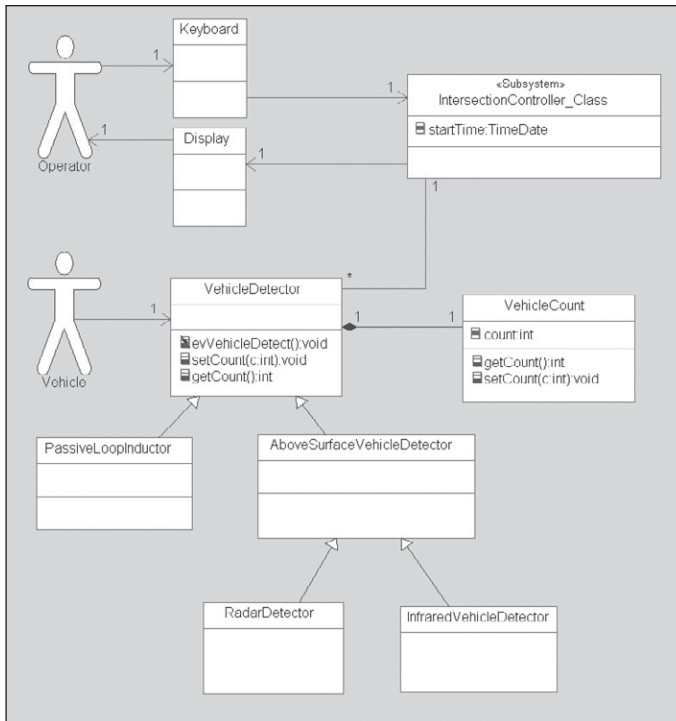 Keyboard
1
1
«Subsystem»
IntersectionController_Class
startTime:TimeDate
1
Display
1
Operator
1
*
VehicleDetector
evVehicleDetect():void
setCount(c:int):void
getCount():int
1
Vehicle
1
1
VehicleCount
count:int
getCount():int
setCount(c:int):void
PassiveLoopInductor
AboveSurfaceVehicleDetector
RadarDetector
InfraredVehicleDetector